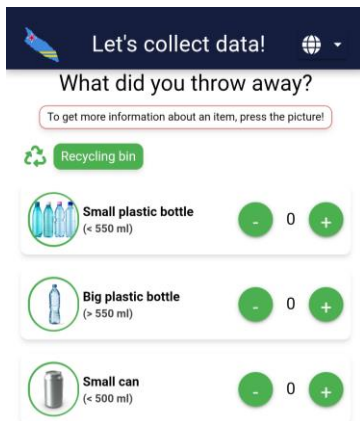 Let's collect data!
What did you throw away?
To get more information about an item, press the picture!
Recycling bin
Small plastic bottle
(< 550 ml)
- 0 +
Big plastic bottle
(> 550 ml)
- 0 +
Small can
(< 500 ml)
- 0 +